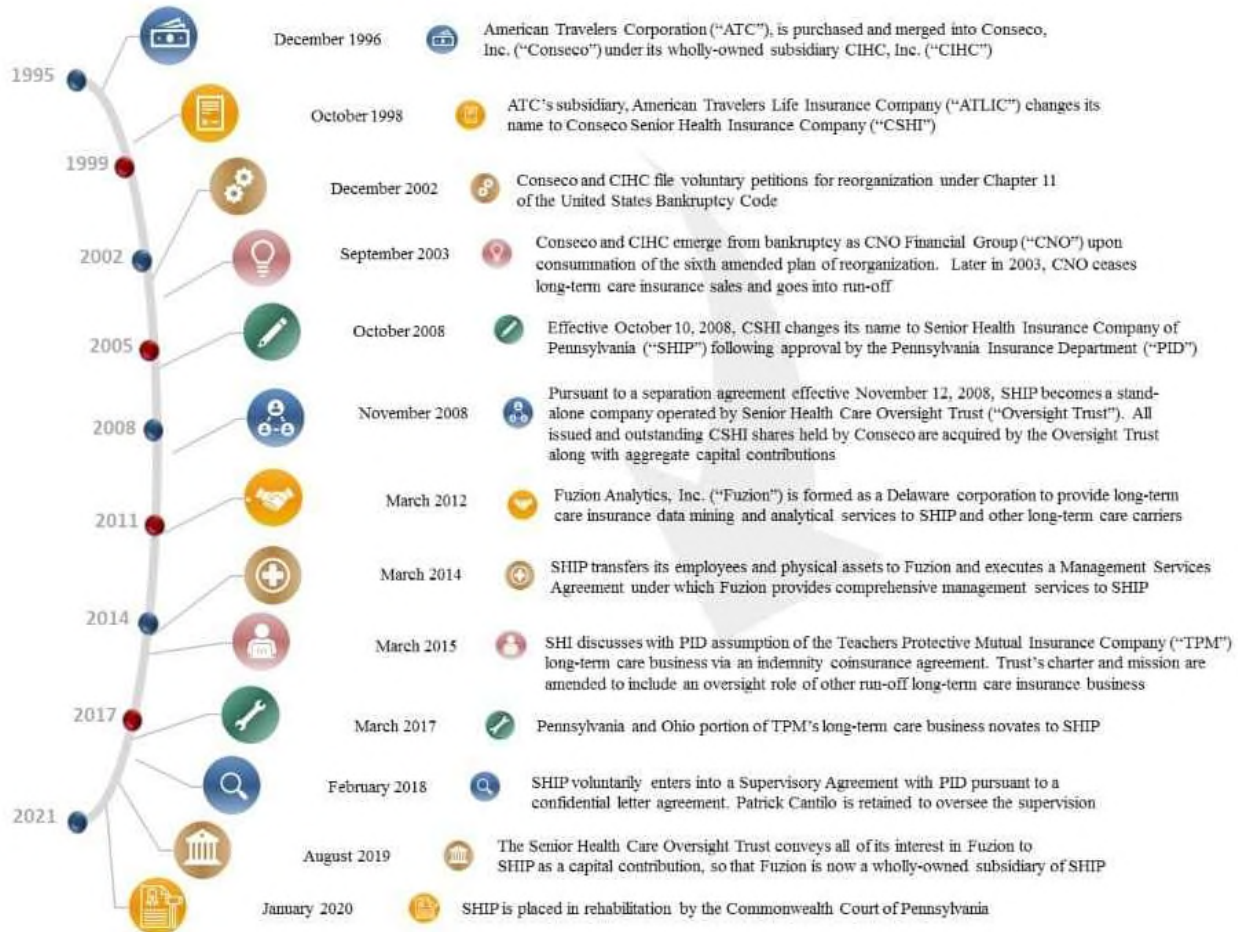 1995
December 1996
American Travelers Corporation (“ATC”), is purchased and merged into Conseco,
Inc. (“Conseco”) under its wholly-owned subsidiary CIHC, Inc. (“CIHC”)
October 1998
ATC’s subsidiary, American Travelers Life Insurance Company (“ATLIC”) changes its
name to Conseco Senior Health Insurance Company (“CSHI”)
1999
December 2002
Conseco and CIHC file voluntary petitions for reorganization under Chapter 11
of the United States Bankruptcy Code
2002
September 2003
Conseco and CIHC emerge from bankruptcy as CNO Financial Group (“CNO”) upon
consummation of the sixth amended plan of reorganization. Later in 2003, CNO ceases
long-term care insurance sales and goes into run-off
2005
October 2008
Effective October 10, 2008, CSHI changes its name to Senior Health Insurance Company of
Pennsylvania (“SHIP”) following approval by the Pennsylvania Insurance Department (“PID”)
2008
November 2008
Pursuant to a separation agreement effective November 12, 2008, SHIP becomes a stand-
alone company operated by Senior Health Care Oversight Trust (“Oversight Trust”). All
issued and outstanding CSHI shares held by Conseco are acquired by the Oversight Trust
along with aggregate capital contributions
2011
March 2012
Fuzion Analytics, Inc. (“Fuzion”) is formed as a Delaware corporation to provide long-term
care insurance data mining and analytical services to SHIP and other long-term care carriers
March 2014
SHIP transfers its employees and physical assets to Fuzion and executes a Management Services
Agreement under which Fuzion provides comprehensive management services to SHIP
2014
March 2015
SHI discusses with PID assumption of the Teachers Protective Mutual Insurance Company (“TPM”)
long-term care business via an indemnity coinsurance agreement. Trust’s charter and mission are
amended to include an oversight role of other run-off long-term care insurance business
2017
March 2017
Pennsylvania and Ohio portion of TPM’s long-term care business novates to SHIP
February 2018
SHIP voluntarily enters into a Supervisory Agreement with PID pursuant to a
confidential letter agreement. Patrick Cantilo is retained to oversee the supervision
2021
August 2019
The Senior Health Care Oversight Trust conveys all of its interest in Fuzion to
SHIP as a capital contribution, so that Fuzion is now a wholly-owned subsidiary of SHIP
January 2020
SHIP is placed in rehabilitation by the Commonwealth Court of Pennsylvania